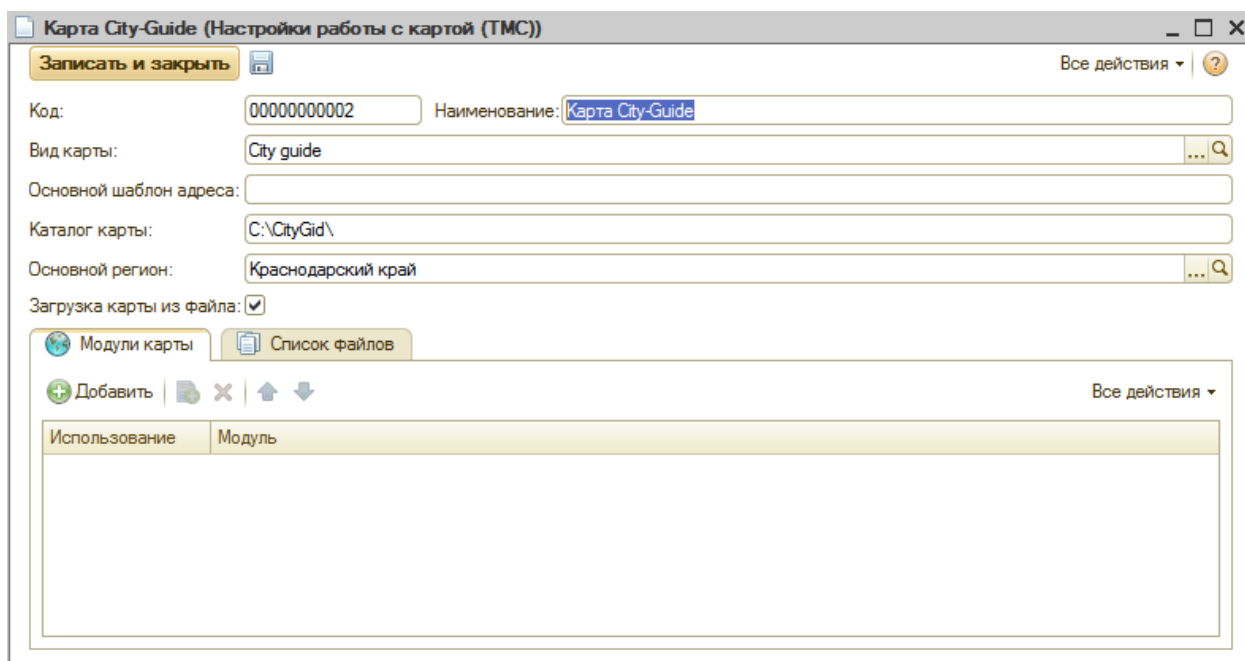 Карта City-Guide (Настройки работы с картой (ТМС))
Записать и закрыть Все действия
Код: 00000000002 Наименование: Карта City-Guide
Вид карты: City guide ...
Основной шаблон адреса:
Каталог карты: C:\CityGid\
Основной регион: Краснодарский край ...
Загрузка карты из файла:
Модули карты Список файлов
Добавить Все действия
Использование Модуль